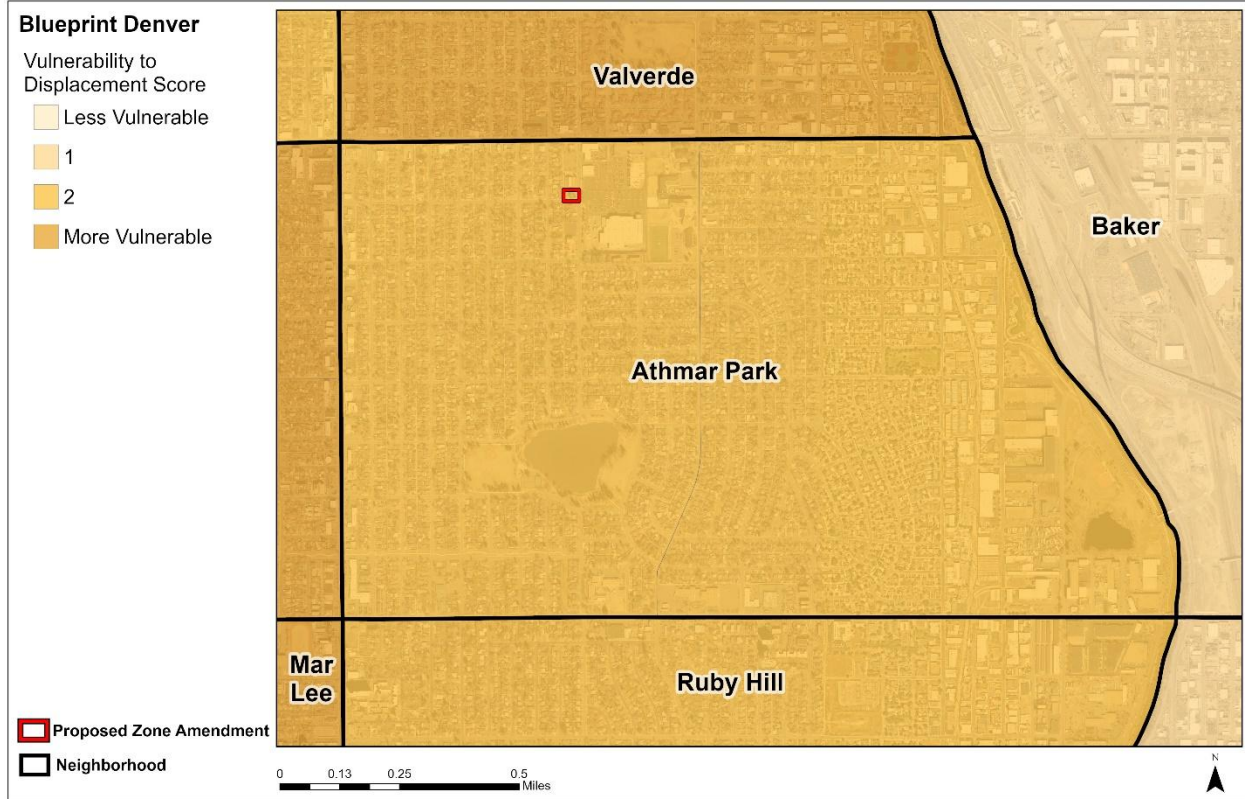 Blueprint Denver
Vulnerability to
Displacement Score
Less Vulnerable
1
2
More Vulnerable
Proposed Zone Amendment
Neighborhood
Valverde
Baker
Athmar Park
Mar
Lee
Ruby Hill
0 0.13 0.25 0.5
Miles
N